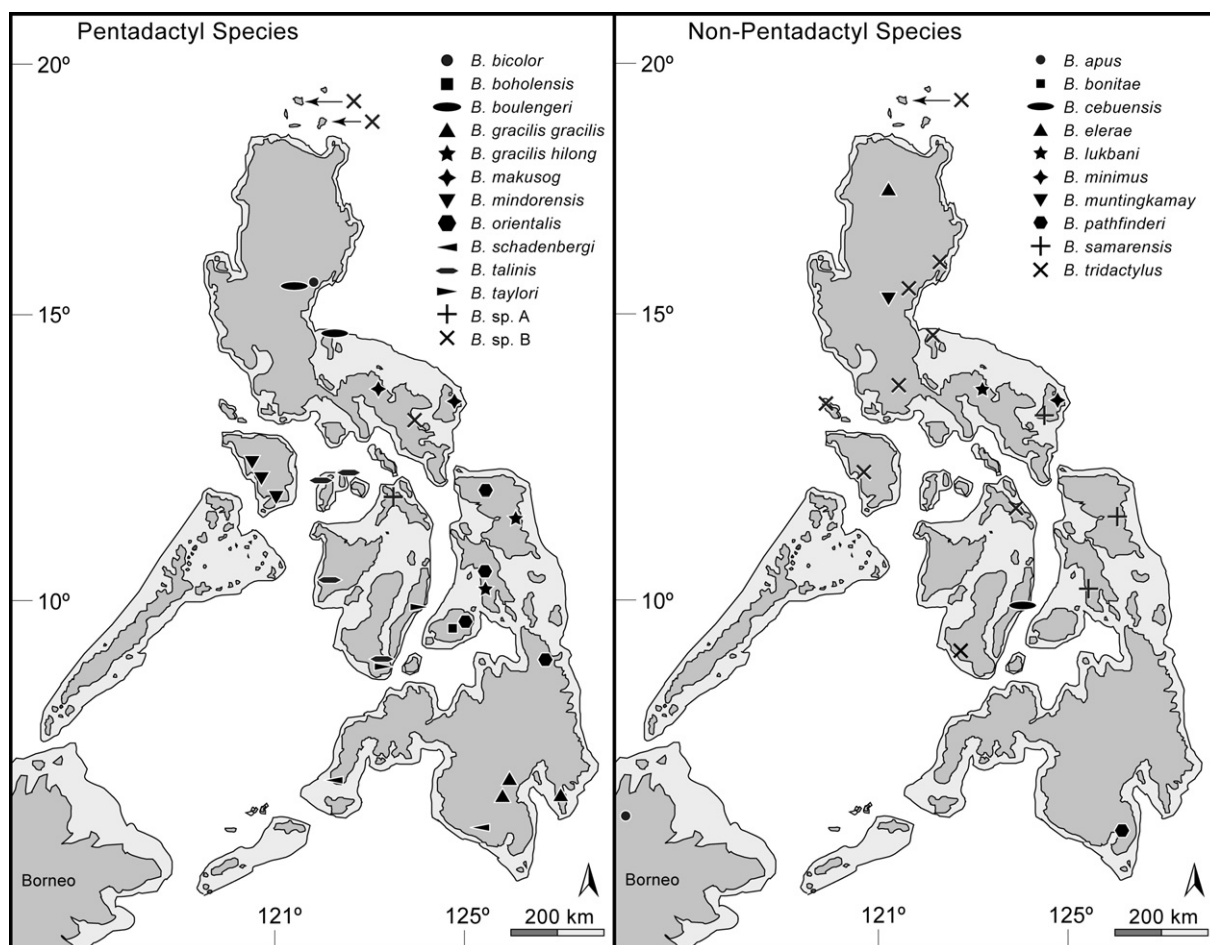 Pentadactyl Species
20º
15º
10º
B. bicolor
B. boholensis
B. boulengeri
B. gracilis gracilis
B. gracilis hilong
B. makusog
B. mindorensis
B. orientalis
B. schadenbergi
B. talinis
B. taylori
B. sp. A
B. sp. B
Borneo
121º
125º
200 km
Non-Pentadactyl Species
20º
15º
10º
B. apus
B. bonitae
B. cebuensis
B. elerae
B. lukbani
B. minimus
B. muntingkamay
B. pathfinderi
B. samarensis
B. tridactylus
Borneo
121º
125º
200 km